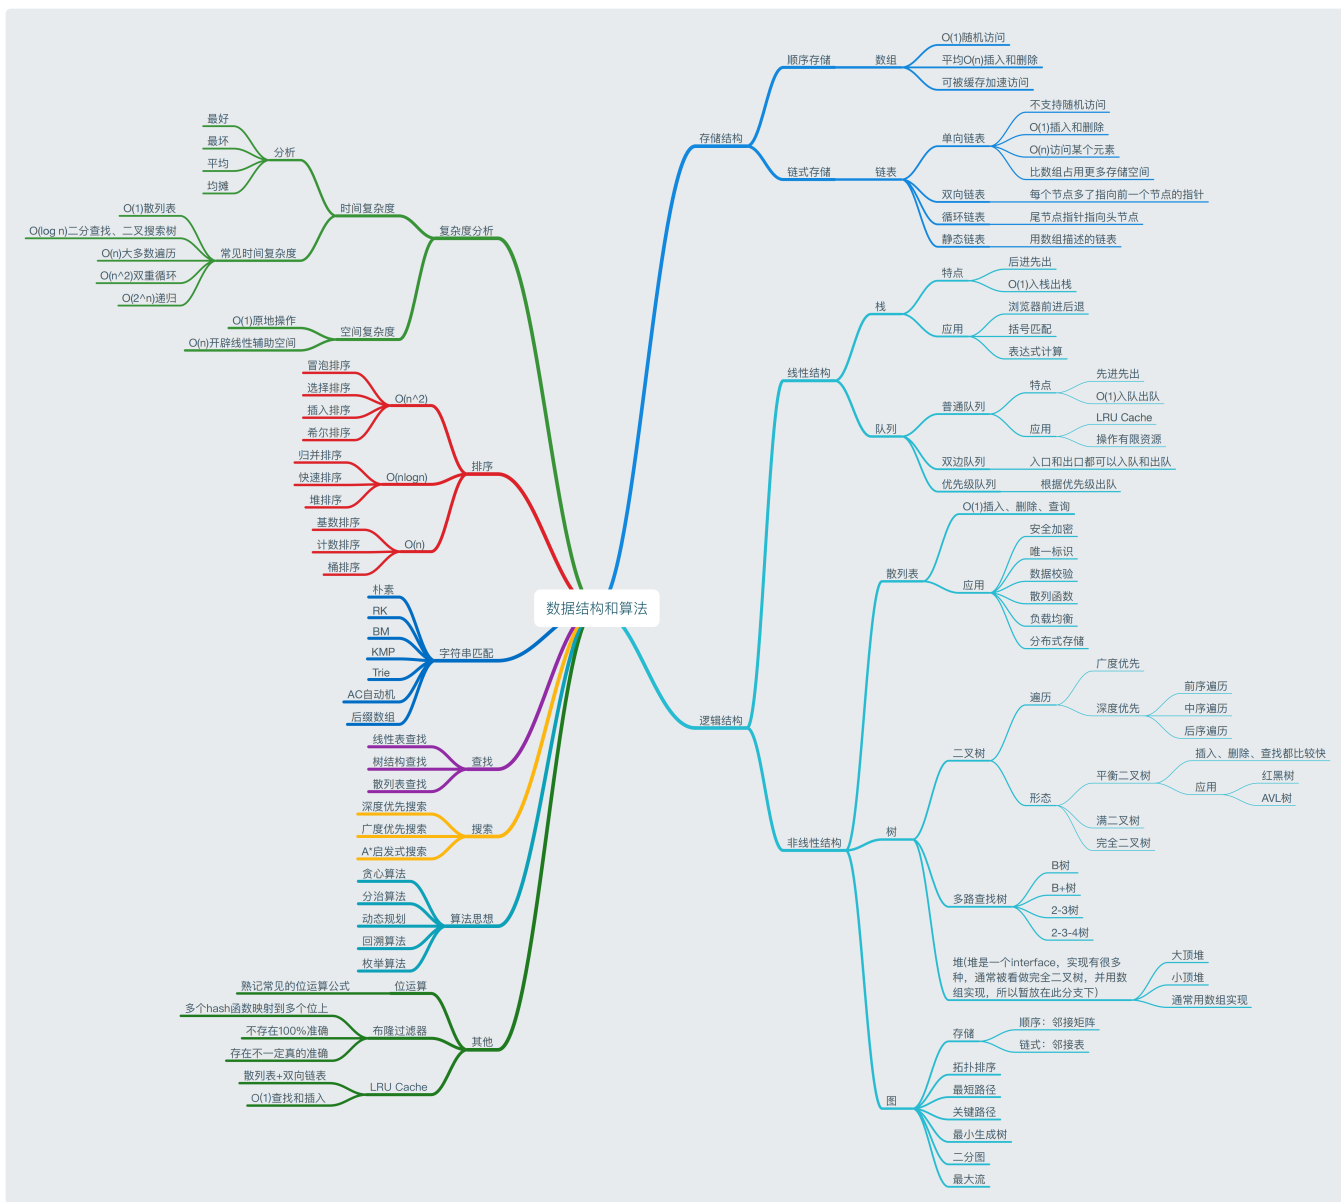 数据结构和算法
存储结构
顺序存储
数组
O(1)随机访问
平均O(n)插入和删除
可被缓存加速访问
链式存储
链表
单向链表
不支持随机访问
O(1)插入和删除
O(n)访问某个元素
比数组占用更多存储空间
双向链表
每个节点多了指向前一个节点的指针
循环链表
尾节点指针指向头节点
静态链表
用数组描述的链表
逻辑结构
线性结构
栈
特点
后进先出
O(1)入栈出栈
应用
浏览器前进后退
括号匹配
表达式计算
队列
普通队列
特点
先进先出
O(1)入队出队
应用
LRU Cache
操作有限资源
双边队列
入口和出口都可以入队和出队
优先级队列
根据优先级出队
非线性结构
散列表
O(1)插入、删除、查询
应用
安全加密
唯一标识
数据校验
散列函数
负载均衡
分布式存储
树
二叉树
遍历
广度优先
深度优先
前序遍历
中序遍历
后序遍历
形态
平衡二叉树
插入、删除、查找都比较快
应用
红黑树
AVL树
满二叉树
完全二叉树
多路查找树
B树
B+树
2-3树
2-3-4树
堆(堆是一个interface，实现有很多
种，通常被看做完全二叉树，并用数
组实现，所以暂放在此分支下）
大顶堆
小顶堆
通常用数组实现
图
存储
顺序：邻接矩阵
链式：邻接表
拓扑排序
最短路径
关键路径
最小生成树
二分图
最大流
复杂度分析
时间复杂度
分析
最好
最坏
平均
均摊
常见时间复杂度
O(1)散列表
O(log n)二分查找、二叉搜索树
O(n)大多数遍历
O(n^2)双重循环
O(2^n)递归
空间复杂度
O(1)原地操作
O(n)开辟线性辅助空间
排序
O(n^2)
冒泡排序
选择排序
插入排序
希尔排序
O(nlogn)
归并排序
快速排序
堆排序
O(n)
基数排序
计数排序
桶排序
字符串匹配
朴素
RK
BM
KMP
Trie
AC自动机
后缀数组
查找
线性表查找
树结构查找
散列表查找
搜索
深度优先搜索
广度优先搜索
A*启发式搜索
算法思想
贪心算法
分治算法
动态规划
回溯算法
枚举算法
其他
位运算
熟记常见的位运算公式
布隆过滤器
多个hash函数映射到多个位上
不存在100%准确
存在不一定真的准确
LRU Cache
散列表+双向链表
O(1)查找和插入